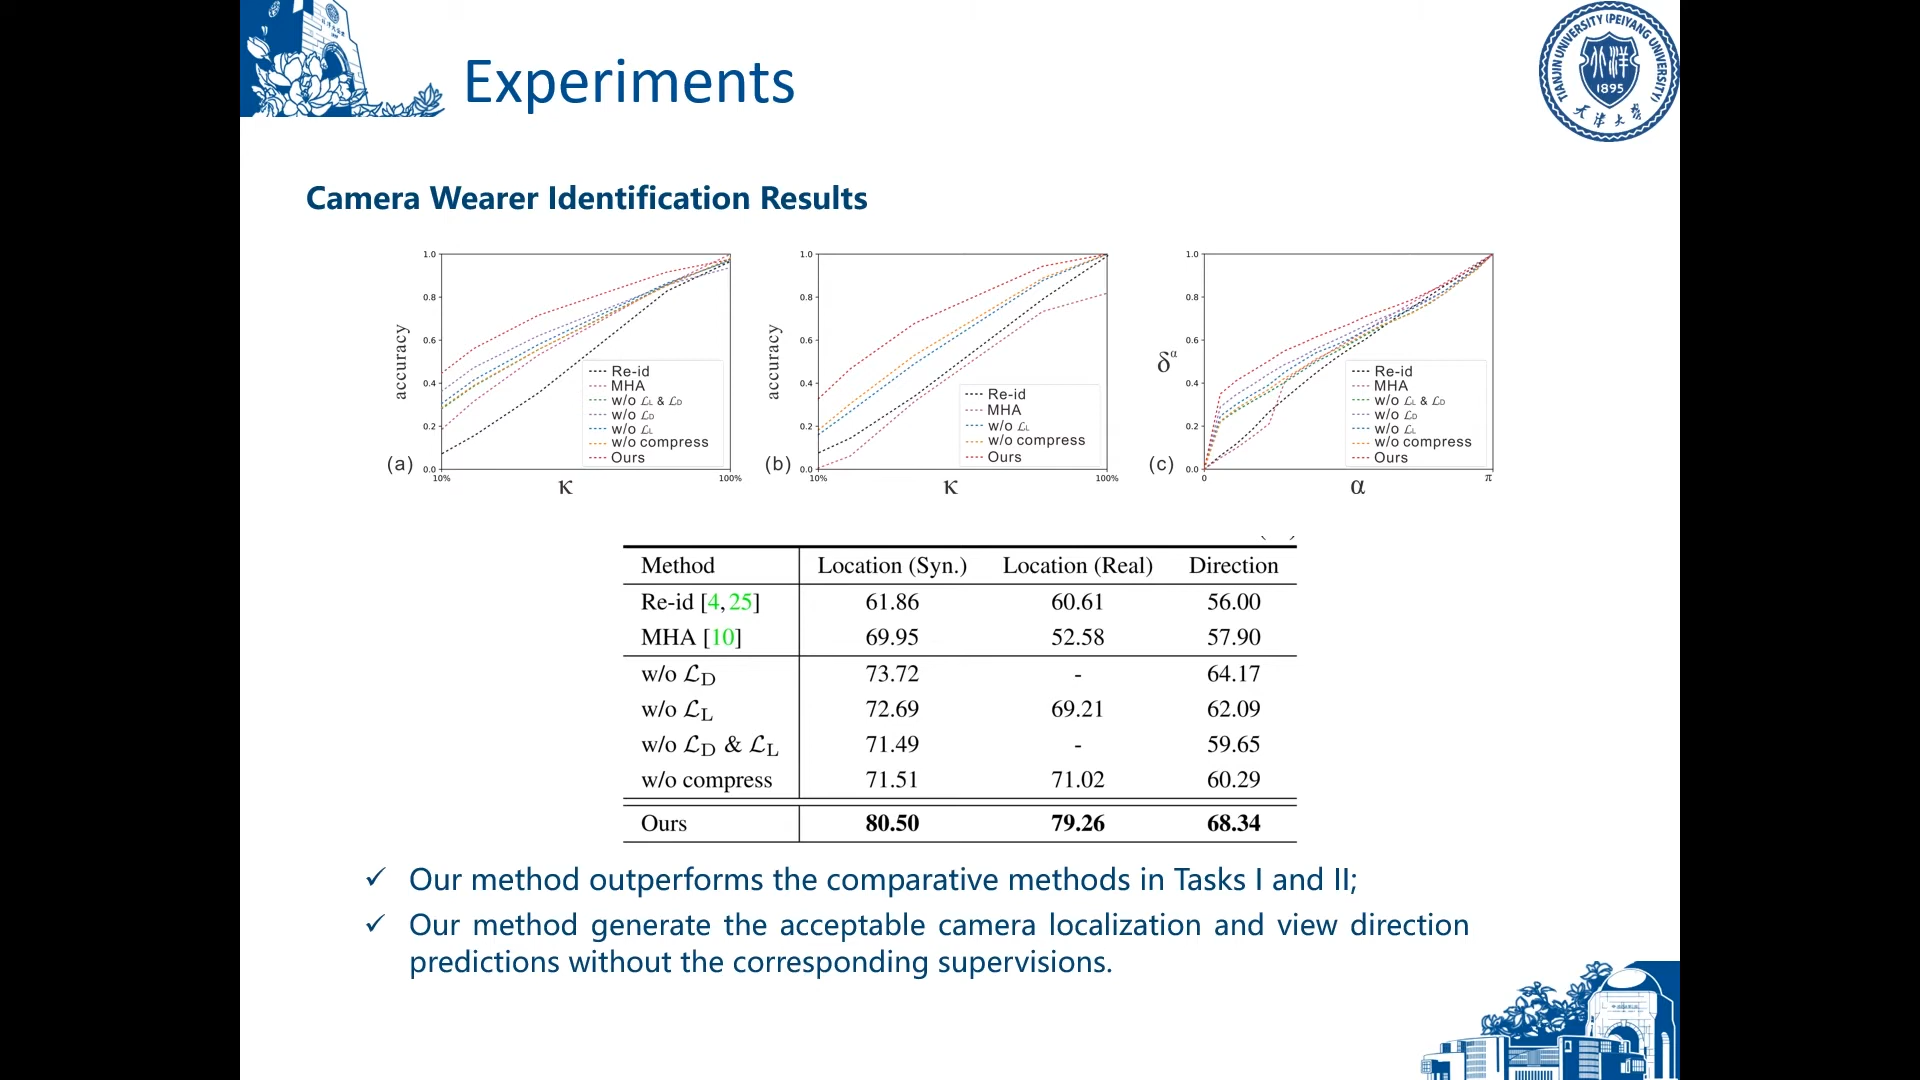 Experiments
TIANJIN UNIVERSITY (PEIYANG UNIVERSITY)
北洋
1895
天津大学
Camera Wearer Identification Results
1.0
0.8
0.6
0.4
0.2
0.0
accuracy
(a)
10%
100%
κ
Re-id
MHA
w/o ℒL & ℒD
w/o ℒD
w/o ℒL
w/o compress
Ours
1.0
0.8
0.6
0.4
0.2
0.0
accuracy
(b)
10%
100%
κ
Re-id
MHA
w/o ℒL
w/o compress
Ours
1.0
0.8
0.6
0.4
0.2
0.0
δα
(c)
0
π
α
Re-id
MHA
w/o ℒL & ℒD
w/o ℒD
w/o ℒL
w/o compress
Ours
Method Location (Syn.) Location (Real) Direction
Re-id [4, 25] 61.86 60.61 56.00
MHA [10] 69.95 52.58 57.90
w/o ℒD 73.72 - 64.17
w/o ℒL 72.69 69.21 62.09
w/o ℒD & ℒL 71.49 - 59.65
w/o compress 71.51 71.02 60.29
Ours 80.50 79.26 68.34
✓ Our method outperforms the comparative methods in Tasks I and II;
✓ Our method generate the acceptable camera localization and view direction
predictions without the corresponding supervisions.